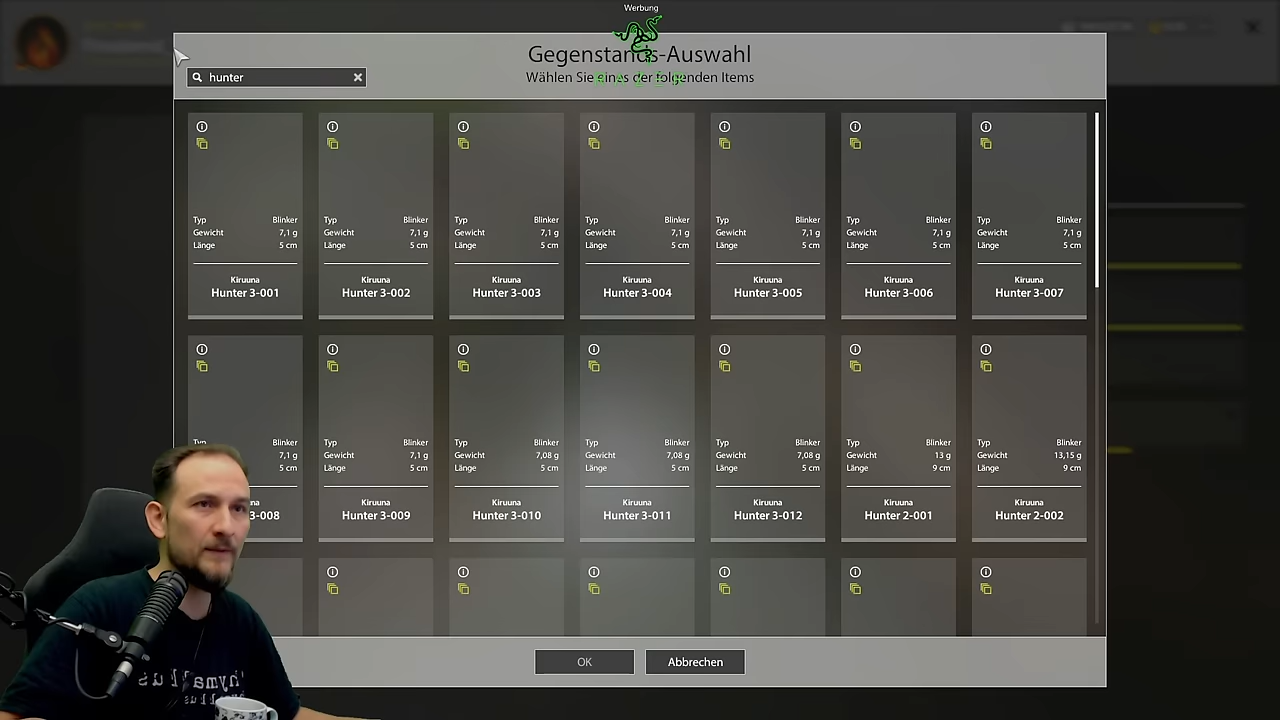 Werbung
Gegenstands-Auswahl
Wählen Sie eines der folgenden Items
RAZER
hunter
Typ Blinker
Gewicht 7,1 g
Länge 5 cm
Kiruuna
Hunter 3-001
Typ Blinker
Gewicht 7,1 g
Länge 5 cm
Kiruuna
Hunter 3-002
Typ Blinker
Gewicht 7,1 g
Länge 5 cm
Kiruuna
Hunter 3-003
Typ Blinker
Gewicht 7,1 g
Länge 5 cm
Kiruuna
Hunter 3-004
Typ Blinker
Gewicht 7,1 g
Länge 5 cm
Kiruuna
Hunter 3-005
Typ Blinker
Gewicht 7,1 g
Länge 5 cm
Kiruuna
Hunter 3-006
Typ Blinker
Gewicht 7,1 g
Länge 5 cm
Kiruuna
Hunter 3-007
Typ Blinker
7,1 g
5 cm
na
3-008
Typ Blinker
Gewicht 7,1 g
Länge 5 cm
Kiruuna
Hunter 3-009
Typ Blinker
Gewicht 7,08 g
Länge 5 cm
Kiruuna
Hunter 3-010
Typ Blinker
Gewicht 7,08 g
Länge 5 cm
Kiruuna
Hunter 3-011
Typ Blinker
Gewicht 7,08 g
Länge 5 cm
Kiruuna
Hunter 3-012
Typ Blinker
Gewicht 13 g
Länge 9 cm
Kiruuna
Hunter 2-001
Typ Blinker
Gewicht 13,15 g
Länge 9 cm
Kiruuna
Hunter 2-002
OK
Abbrechen